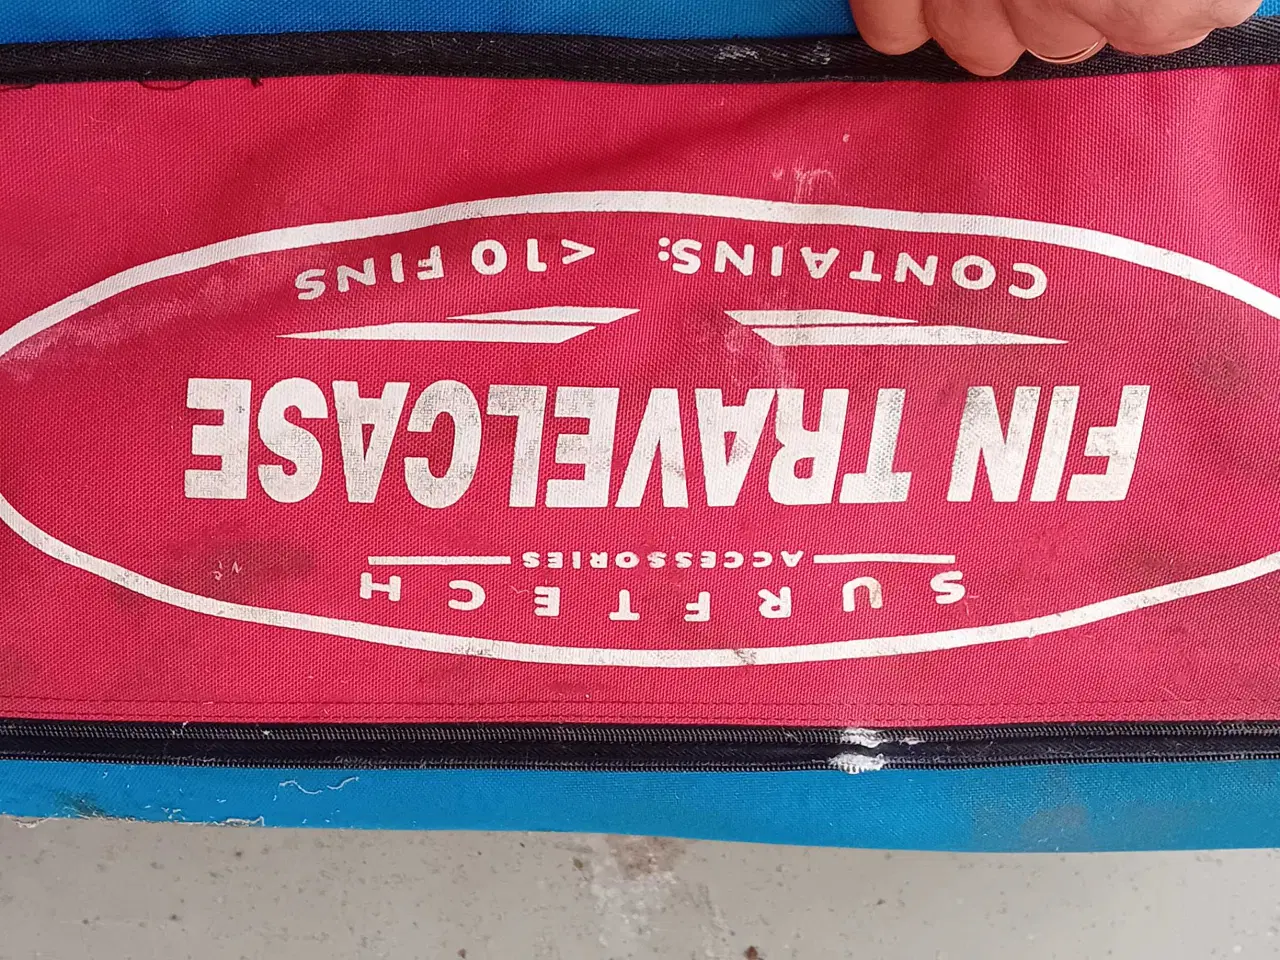 SURFTECH
ACCESSORIES
FIN TRAVELCASE
CONTAINS: <10 FINS